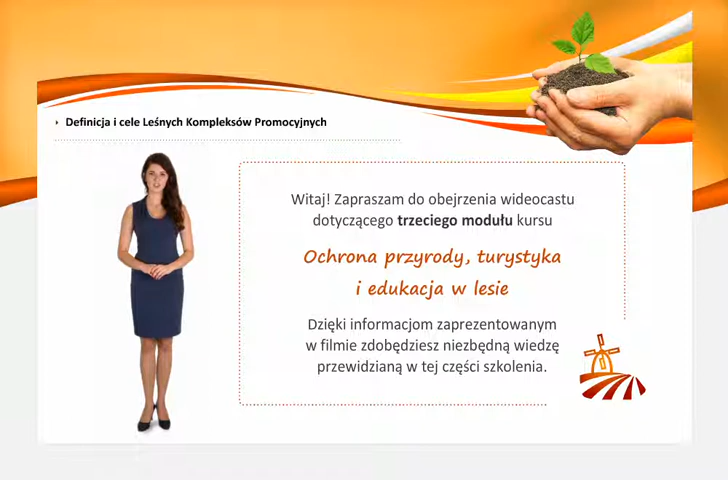 Definicja i cele Leśnych Kompleksów Promocyjnych
Witaj! Zapraszam do obejrzenia wideocastu
dotyczącego trzeciego modułu kursu
Ochrona przyrody, turystyka
i edukacja w lesie
Dzięki informacjom zaprezentowanym
w filmie zdobędziesz niezbędną wiedzę
przewidzianą w tej części szkolenia.